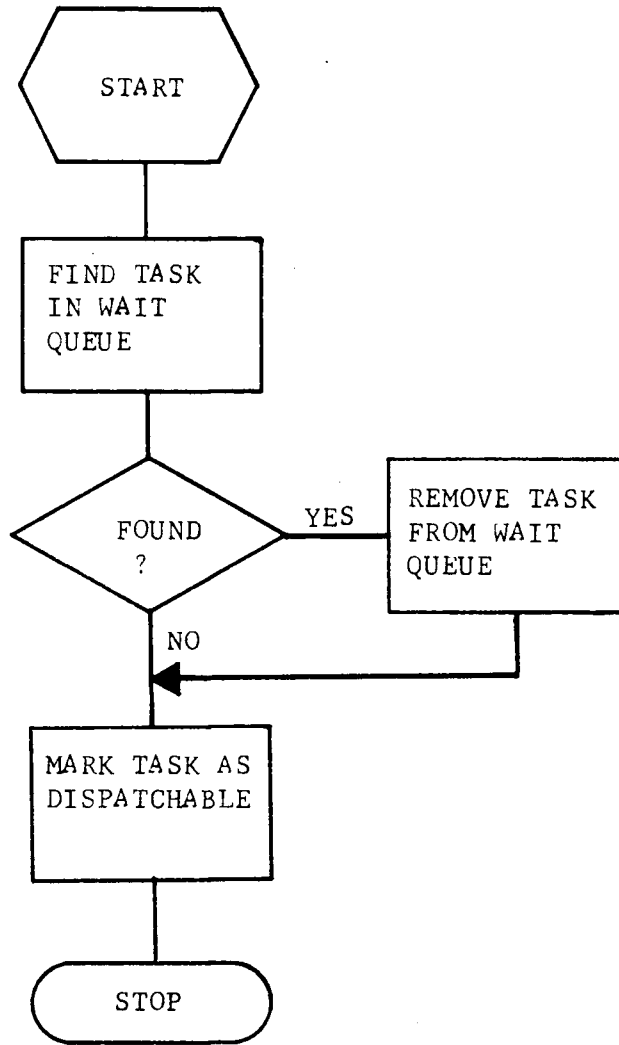 START
FIND TASK
IN WAIT
QUEUE
FOUND
?
YES
REMOVE TASK
FROM WAIT
QUEUE
NO
MARK TASK AS
DISPATCHABLE
STOP